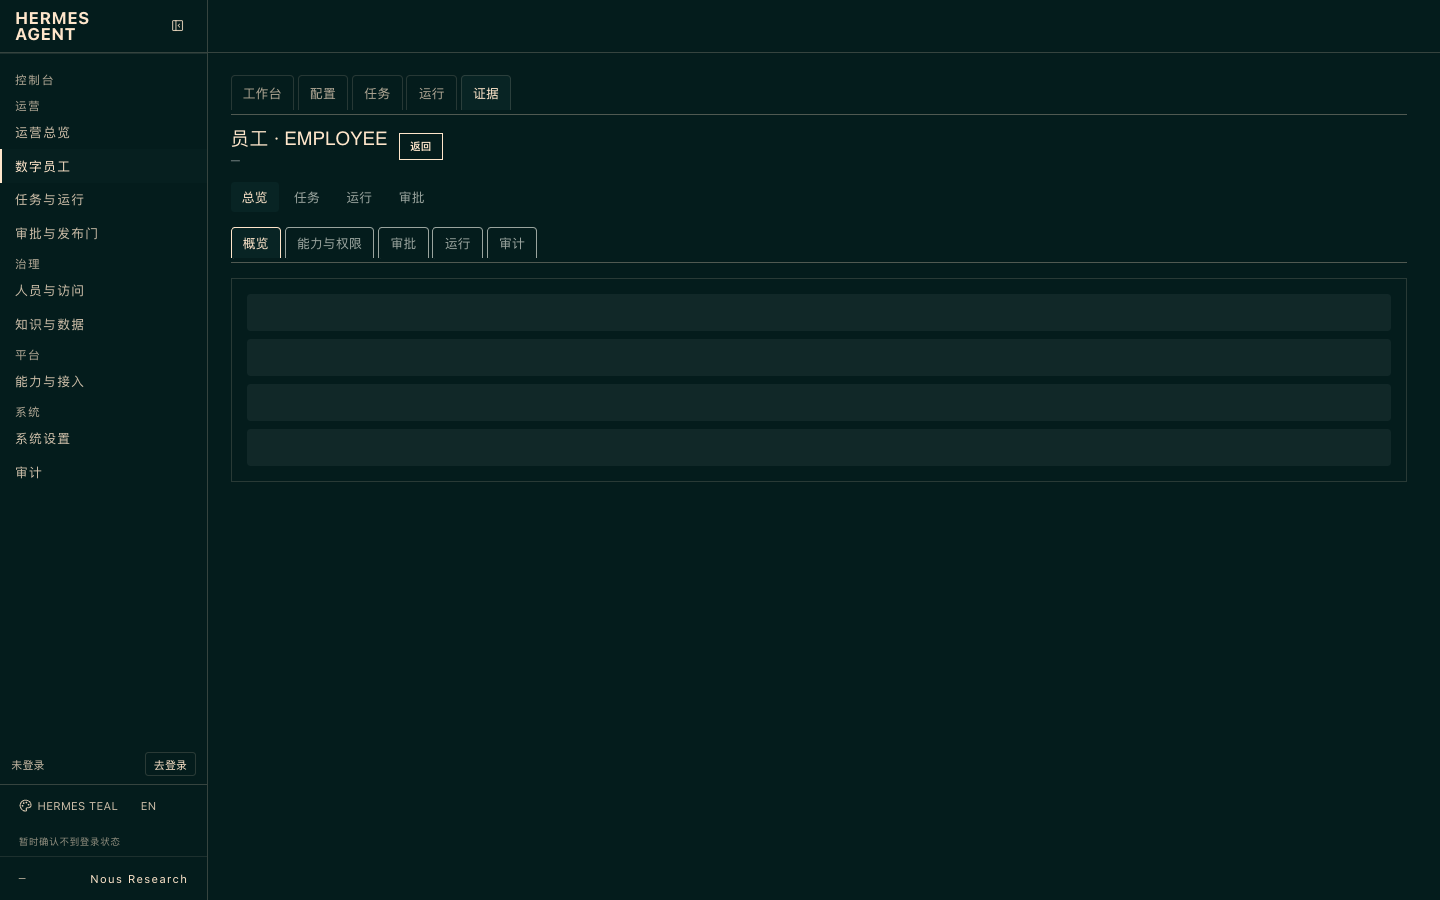 HERMES
AGENT
控制台
运营
运营总览
数字员工
任务与运行
审批与发布门
治理
人员与访问
知识与数据
平台
能力与接入
系统
系统设置
审计
未登录 去登录
HERMES TEAL EN
暂时确认不到登录状态
— Nous Research
工作台 配置 任务 运行 证据
员工 · EMPLOYEE 返回
—
总览 任务 运行 审批
概览 能力与权限 审批 运行 审计